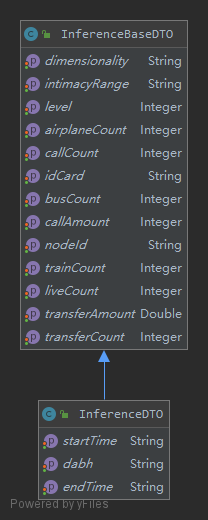 InferenceBaseDTO
dimensionality String
intimacyRange String
level Integer
airplaneCount Integer
callCount Integer
idCard String
busCount Integer
callAmount Integer
nodeId String
trainCount Integer
liveCount Integer
transferAmount Double
transferCount Integer
InferenceDTO
startTime String
dabh String
endTime String
Powered by yFiles